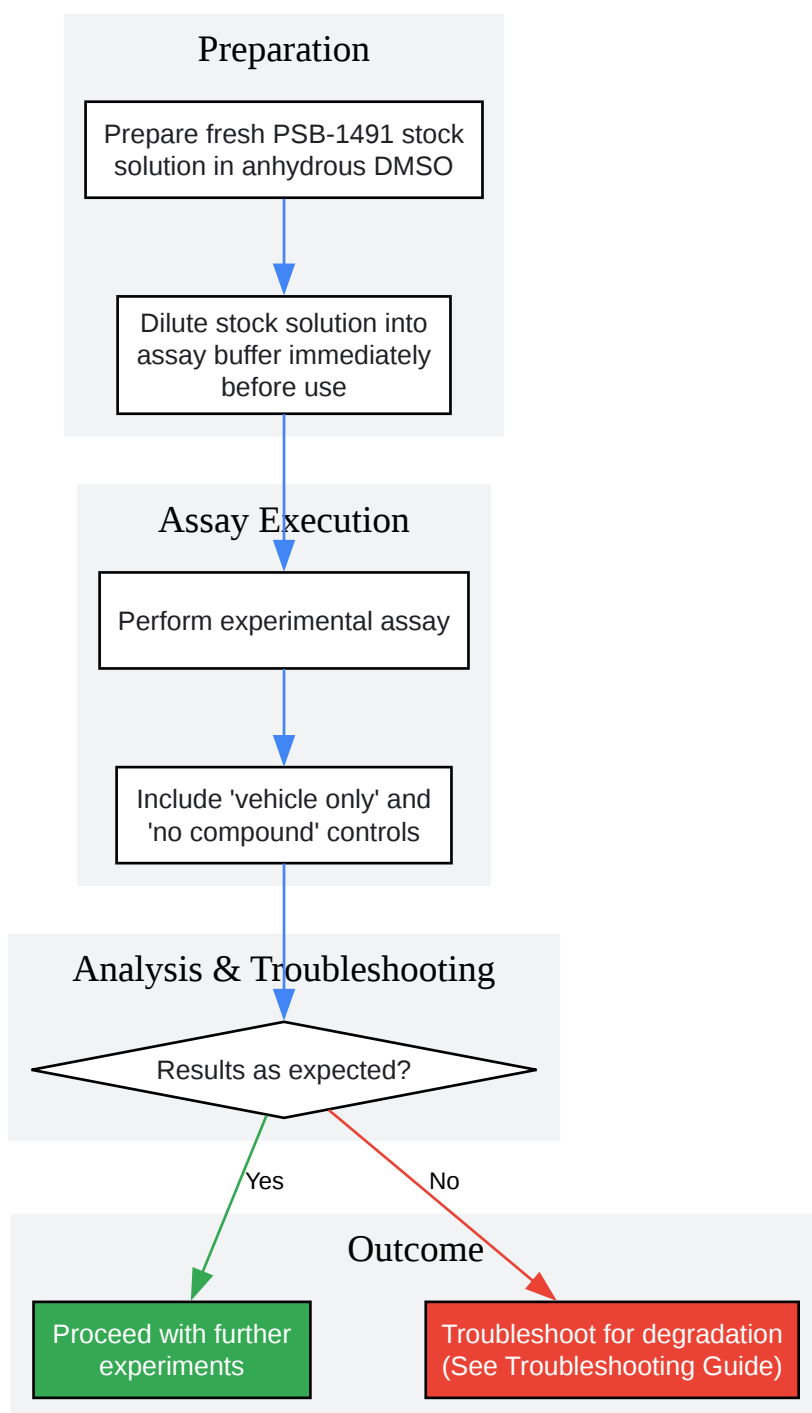 Preparation
Prepare fresh PSB-1491 stock
solution in anhydrous DMSO
Dilute stock solution into
assay buffer immediately
before use
Assay Execution
Perform experimental assay
Include 'vehicle only' and
'no compound' controls
Analysis & Troubleshooting
Results as expected?
Yes
No
Outcome
Proceed with further
experiments
Troubleshoot for degradation
(See Troubleshooting Guide)